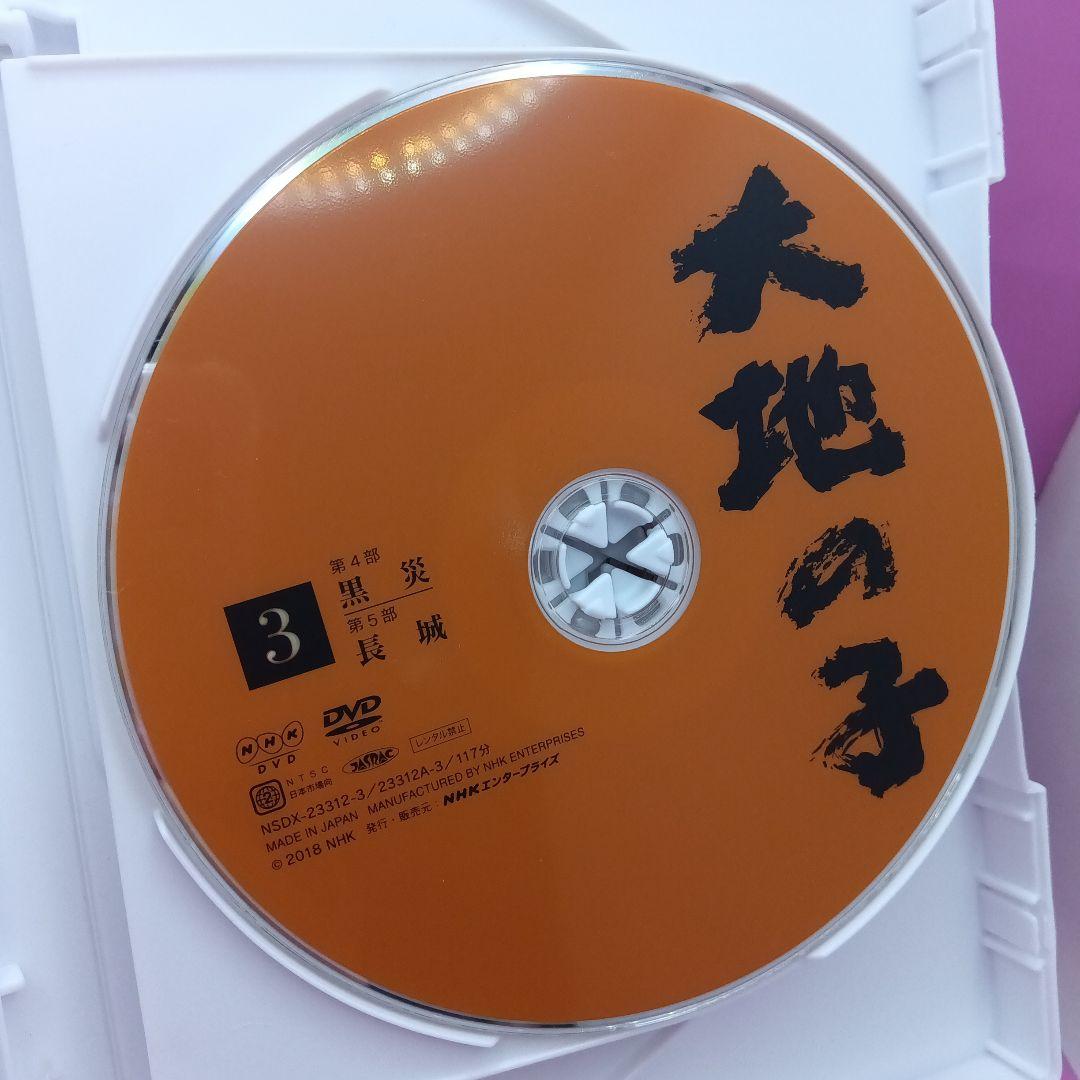 大地の子
3
第4部
黒災
第5部
長城
NHK
DVD
DVD
VIDEO
2
NTSC
日本市場向
JASRAC
レンタル禁止
NSDX-23312-3/23312A-3/117分
MADE IN JAPAN MANUFACTURED BY NHK ENTERPRISES
© 2018 NHK 発行・販売元:NHKエンタープライズ